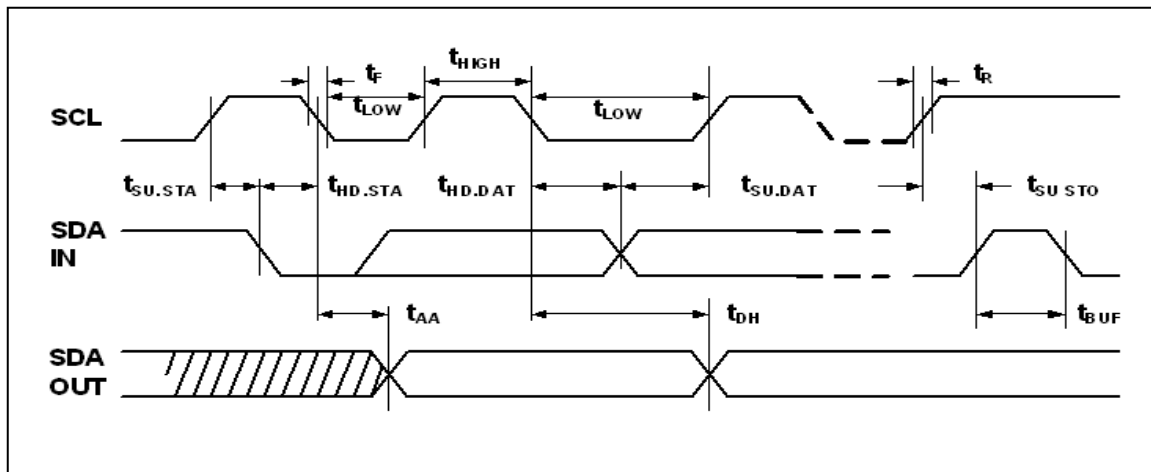 tF
tHIGH
tR
SCL
tLOW
tLOW
tSU.STA
tHD.STA
tHD.DAT
tSU.DAT
tSU STO
SDA
IN
tAA
tDH
tBUF
SDA
OUT